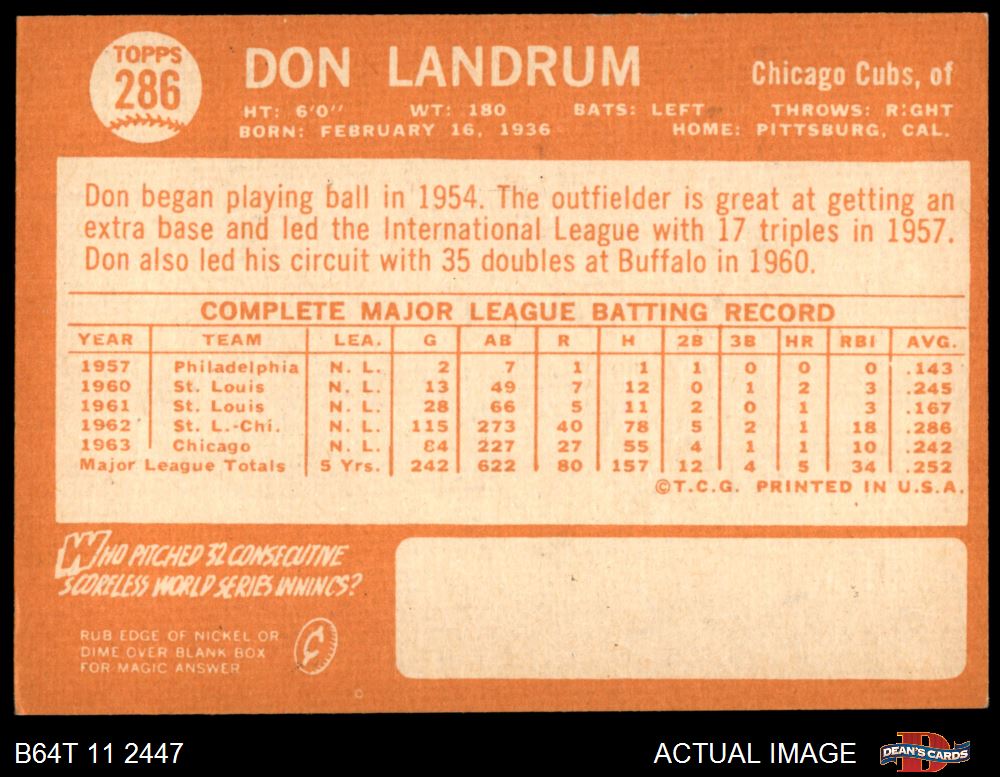 TOPPS
286
DON LANDRUM
Chicago Cubs, of
HT: 6'0" WT: 180 BATS: LEFT THROWS: RIGHT
BORN: FEBRUARY 16, 1936 HOME: PITTSBURG, CAL.
Don began playing ball in 1954. The outfielder is great at getting an
extra base and led the International League with 17 triples in 1957.
Don also led his circuit with 35 doubles at Buffalo in 1960.
COMPLETE MAJOR LEAGUE BATTING RECORD
YEAR TEAM LEA. G AB R H 2B 3B HR RBI AVG.
1957 Philadelphia N. L. 2 7 1 1 1 0 0 0 .143
1960 St. Louis N. L. 13 49 7 12 0 1 2 3 .245
1961 St. Louis N. L. 28 66 5 11 2 0 1 3 .167
1962 St. L.-Chi. N. L. 115 273 40 78 5 2 1 18 .286
1963 Chicago N. L. 84 227 27 55 4 1 1 10 .242
Major League Totals 5 Yrs. 242 622 80 157 12 4 5 34 .252
©T.C.G. PRINTED IN U.S.A.
WHO PITCHED 32 CONSECUTIVE
SCORELESS WORLD SERIES INNINGS?
RUB EDGE OF NICKEL OR
DIME OVER BLANK BOX
FOR MAGIC ANSWER
¢
B64T 11 2447
ACTUAL IMAGE
D
DEAN'S CARDS